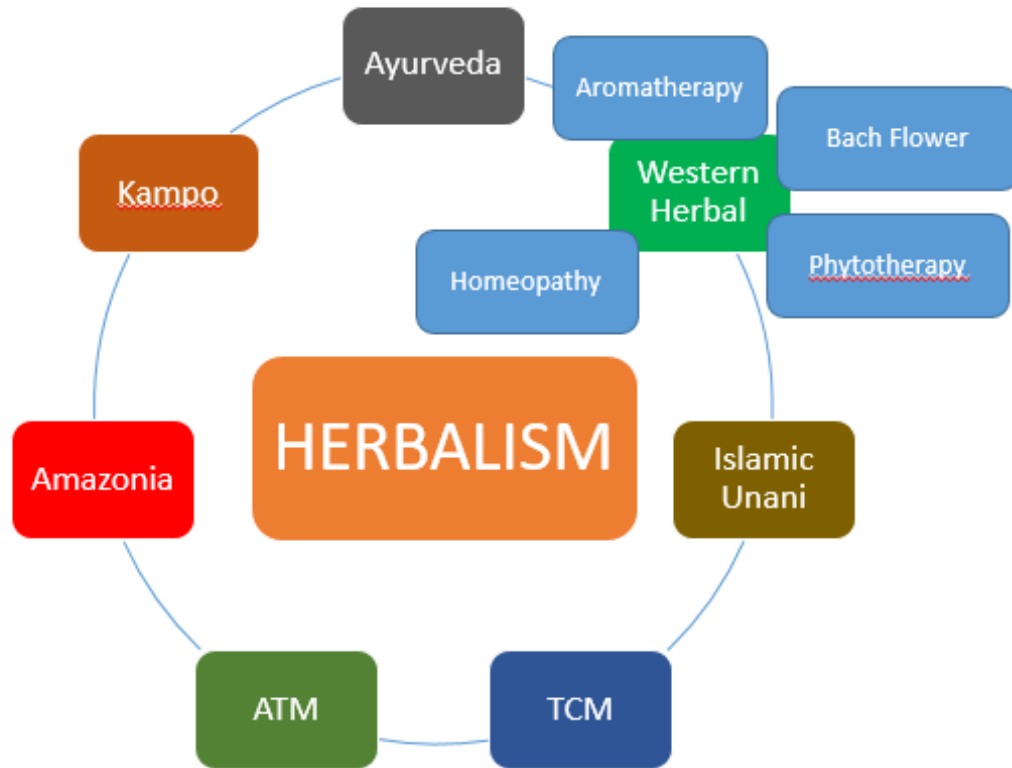 Ayurveda
Aromatherapy
Bach Flower
Western
Herbal
Kampo
Phytotherapy
Homeopathy
HERBALISM
Amazonia
Islamic
Unani
ATM
TCM